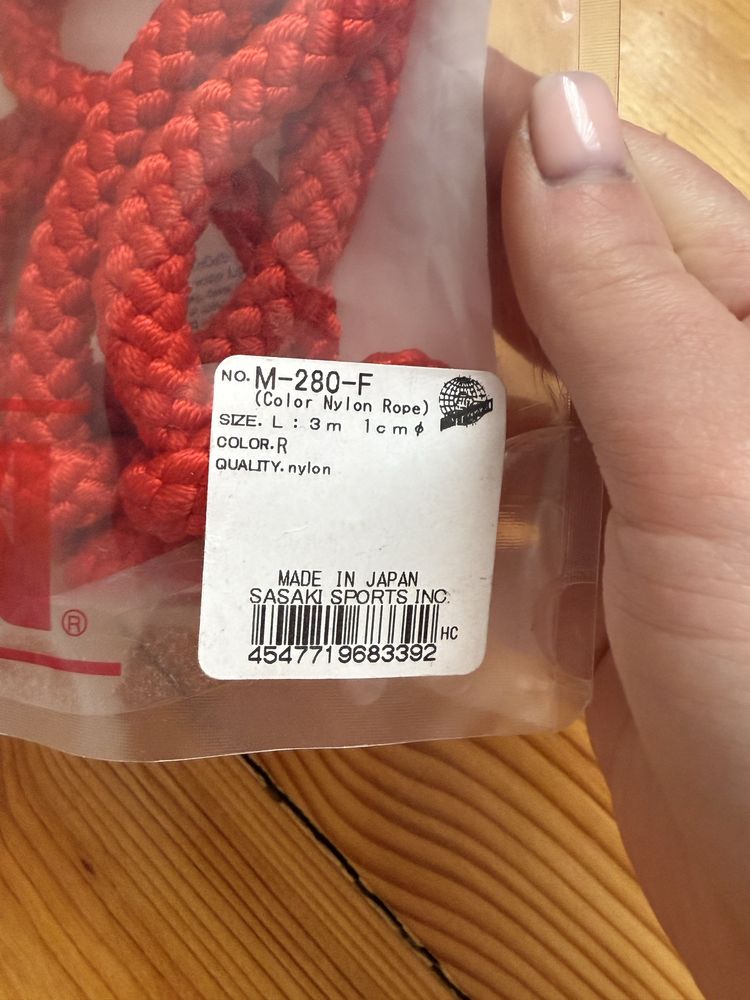 NO. M-280-F
(Color Nylon Rope)
SIZE. L : 3m 1cmφ
COLOR.R
QUALITY.nylon
MADE IN JAPAN
SASAKI SPORTS INC.
HC
4547719683392
®